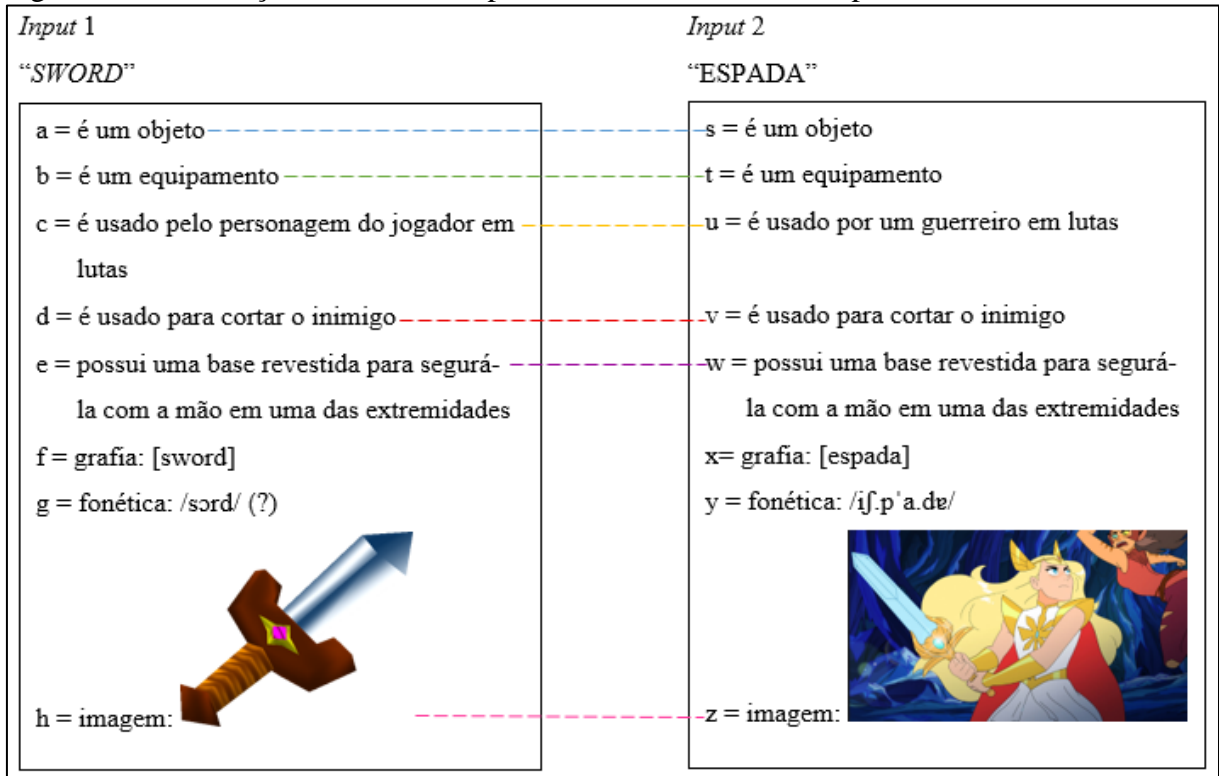 Input 1
“SWORD”
a = é um objeto
b = é um equipamento
c = é usado pelo personagem do jogador em
lutas
d = é usado para cortar o inimigo
e = possui uma base revestida para segurá-
la com a mão em uma das extremidades
f = grafia: [sword]
g = fonética: /sɔrd/ (?)
h = imagem:
Input 2
“ESPADA”
s = é um objeto
t = é um equipamento
u = é usado por um guerreiro em lutas
v = é usado para cortar o inimigo
w = possui uma base revestida para segurá-
la com a mão em uma das extremidades
x= grafia: [espada]
y = fonética: /iʃ.pˈa.dɐ/
z = imagem: